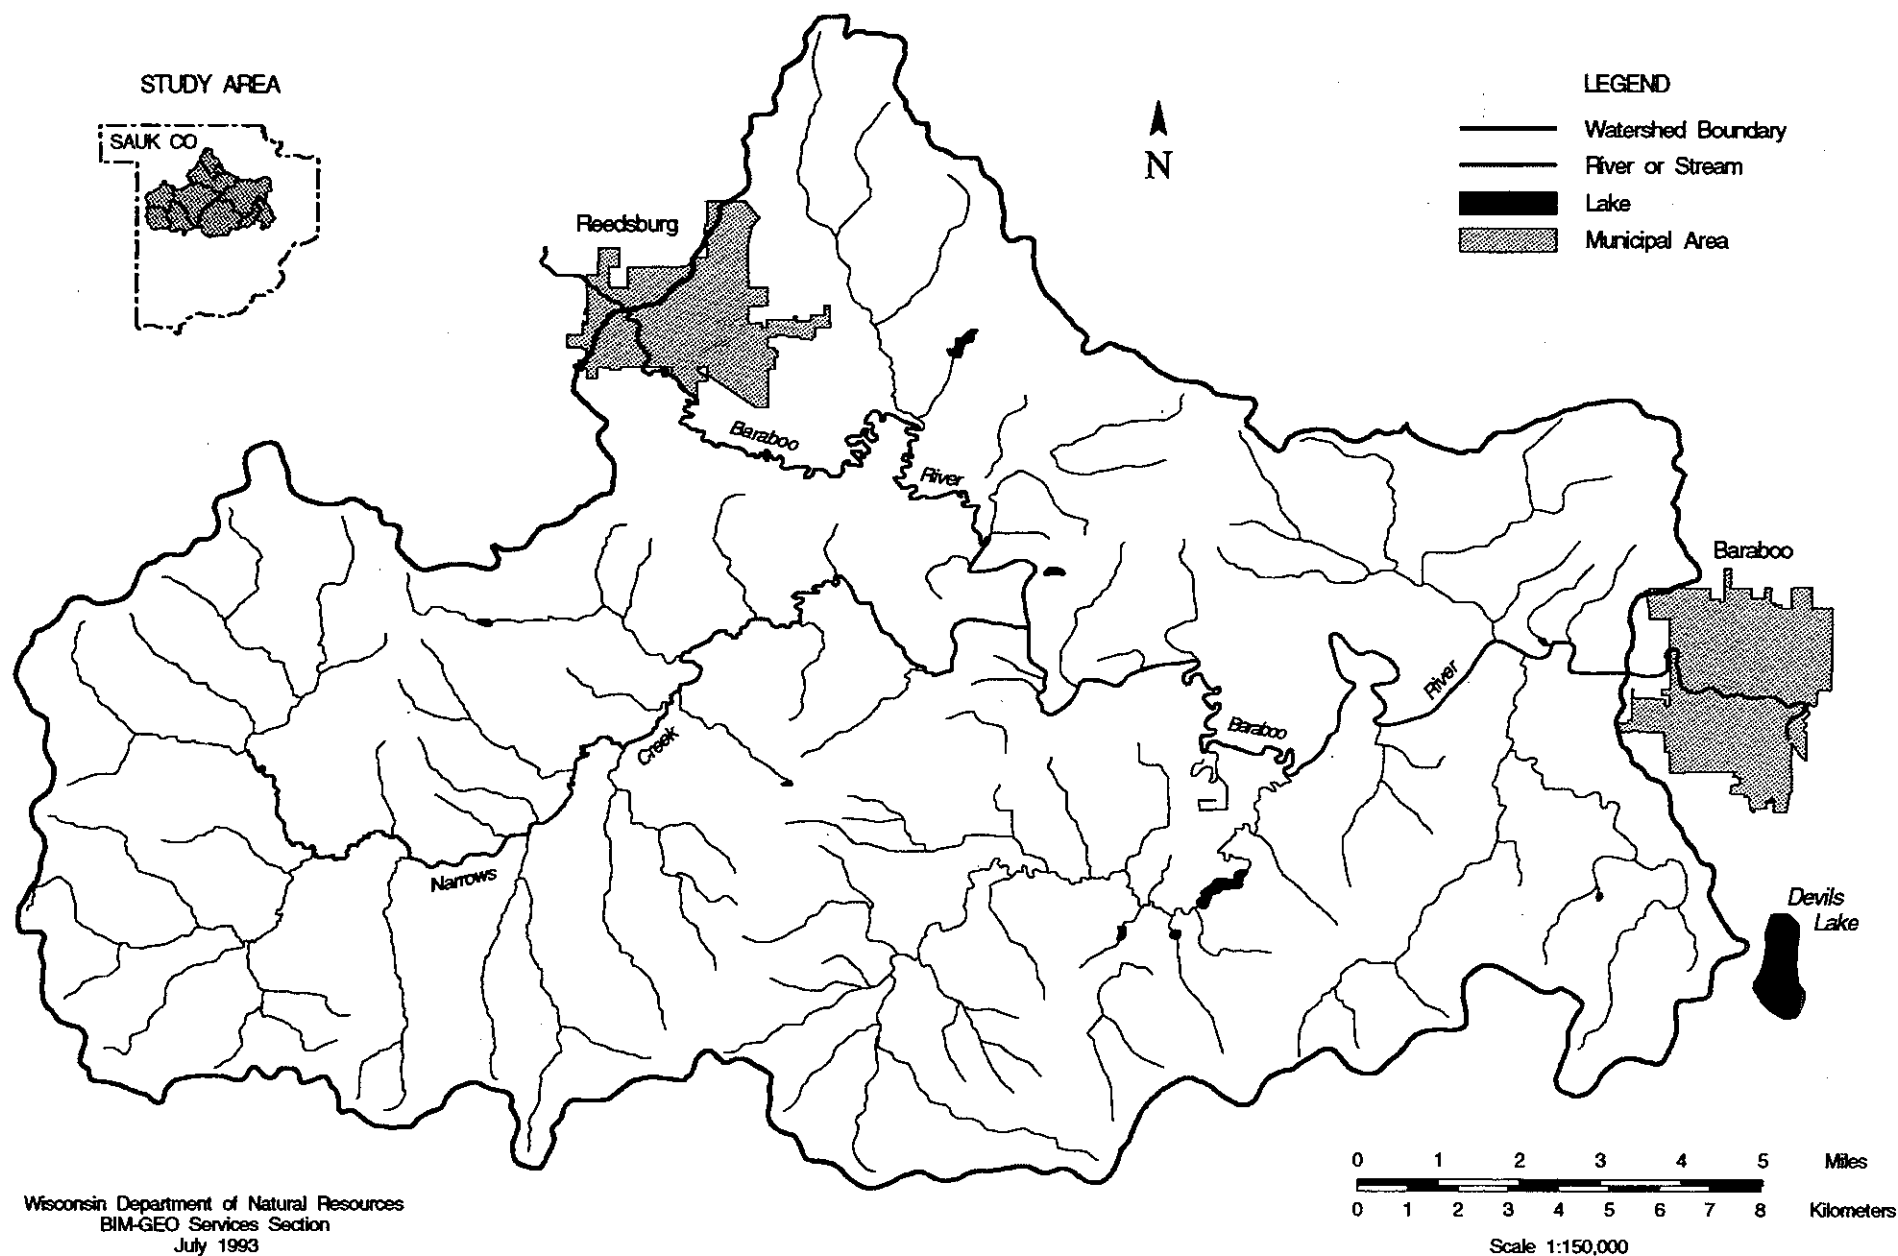 STUDY AREA
SAUK CO
N
LEGEND
Watershed Boundary
River or Stream
Lake
Municipal Area
Reedsburg
Baraboo
River
Baraboo
River
Baraboo
Creek
Narrows
Devils
Lake
0 1 2 3 4 5 Miles
0 1 2 3 4 5 6 7 8 Kilometers
Scale 1:150,000
Wisconsin Department of Natural Resources
BIM-GEO Services Section
July 1993